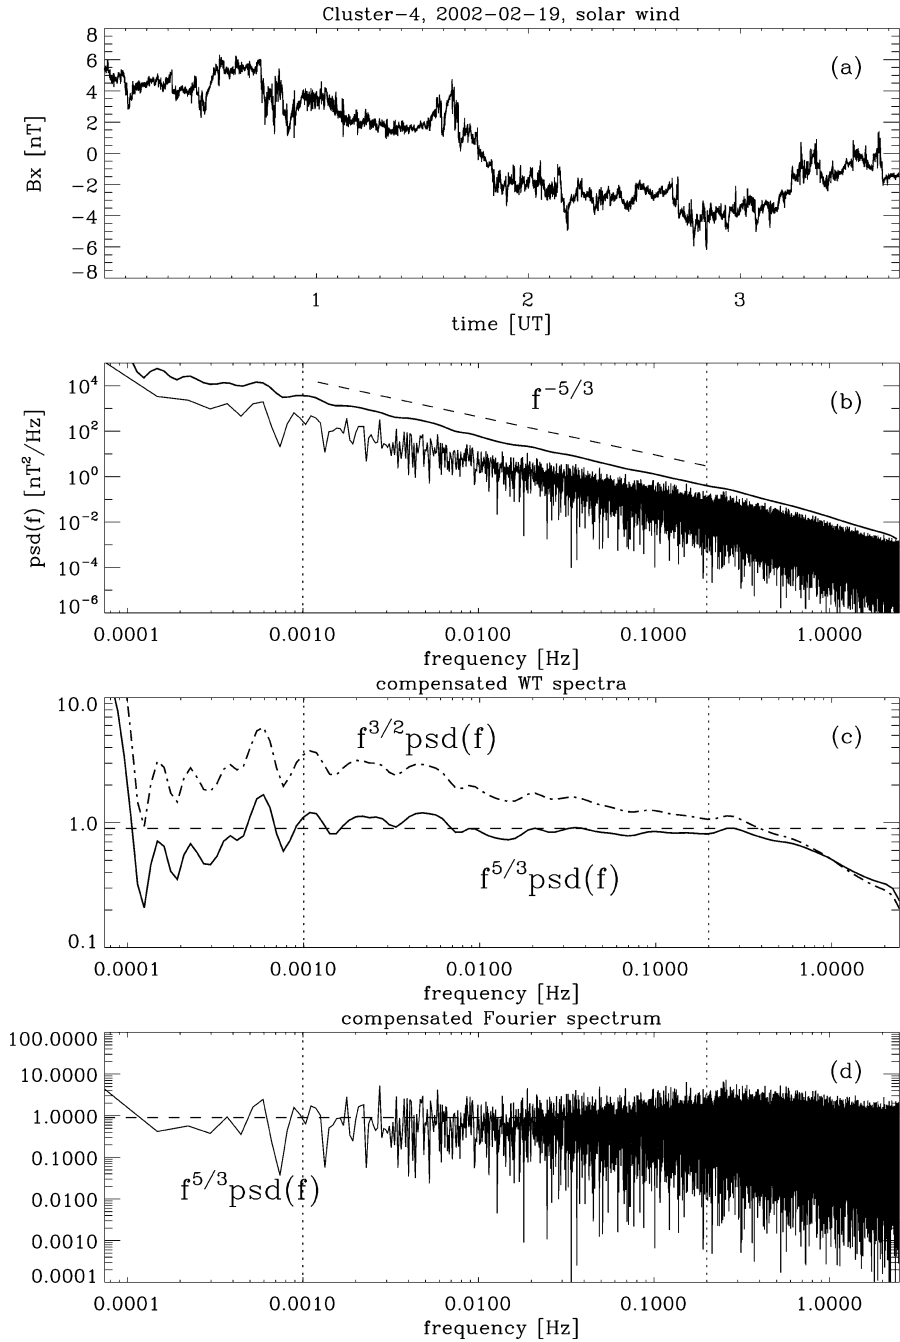 Cluster-4, 2002-02-19, solar wind
8
6
4
2
0
-2
-4
-6
-8
Bx [nT]
(a)
1 2 3
time [UT]
10^4
10^2
10^0
10^-2
10^-4
10^-6
psd(f) [nT^2/Hz]
f^-5/3
(b)
0.0001 0.0010 0.0100 0.1000 1.0000
frequency [Hz]
compensated WT spectra
10.0
1.0
0.1
f^3/2psd(f)
(c)
f^5/3psd(f)
0.0001 0.0010 0.0100 0.1000 1.0000
frequency [Hz]
compensated Fourier spectrum
100.0000
10.0000
1.0000
0.1000
0.0100
0.0010
0.0001
(d)
f^5/3psd(f)
0.0001 0.0010 0.0100 0.1000 1.0000
frequency [Hz]